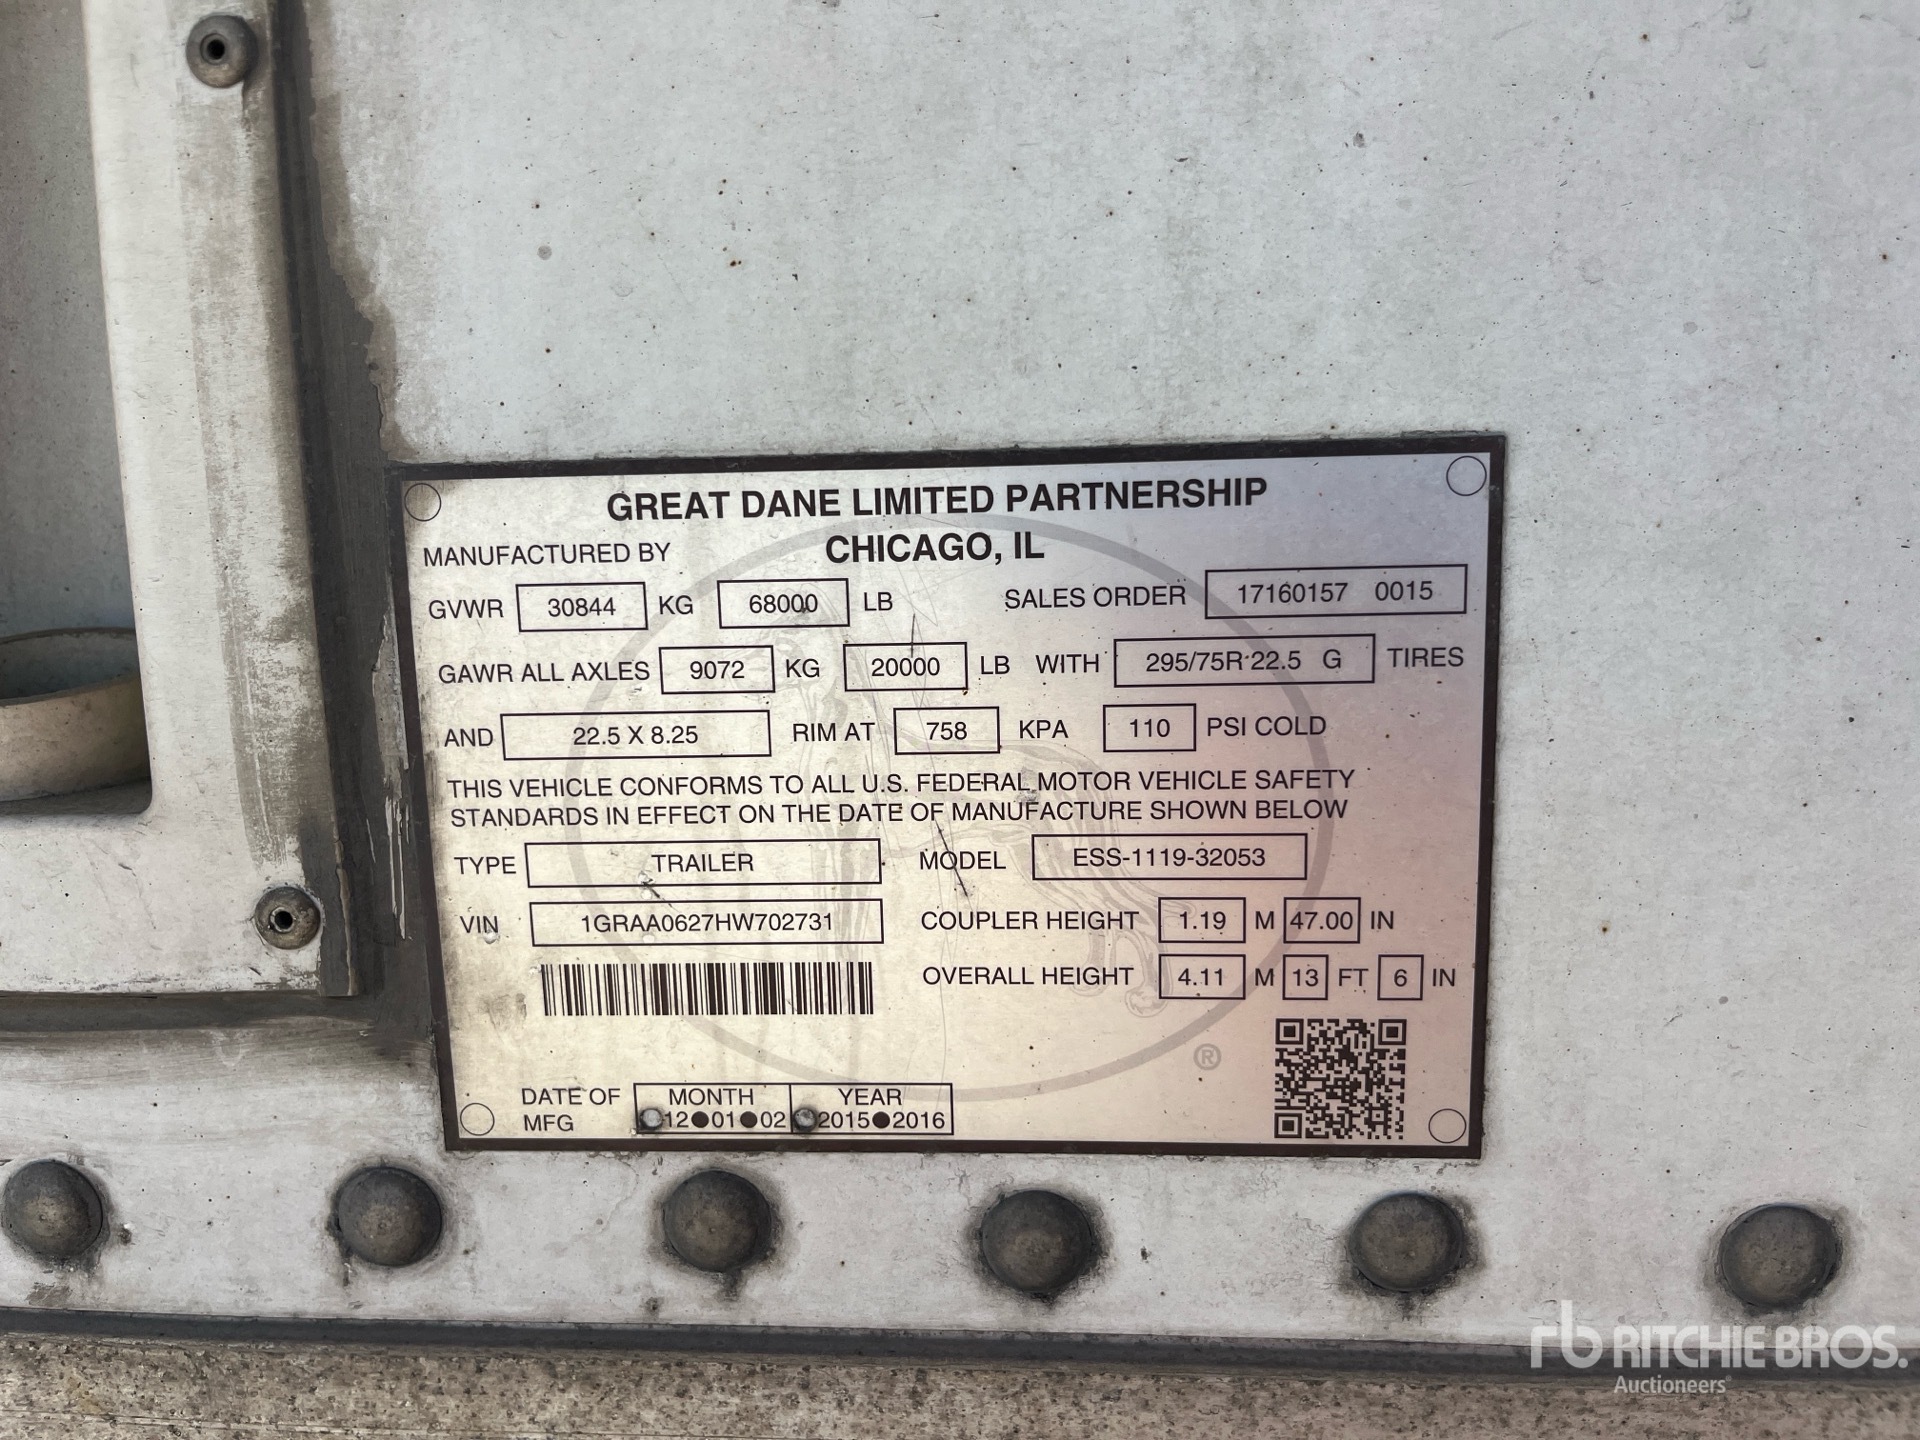 GREAT DANE LIMITED PARTNERSHIP
MANUFACTURED BY CHICAGO, IL
GVWR 30844 KG 68000 LB SALES ORDER 17160157 0015
GAWR ALL AXLES 9072 KG 20000 LB WITH 295/75R 22.5 G TIRES
AND 22.5 X 8.25 RIM AT 758 KPA 110 PSI COLD
THIS VEHICLE CONFORMS TO ALL U.S. FEDERAL MOTOR VEHICLE SAFETY
STANDARDS IN EFFECT ON THE DATE OF MANUFACTURE SHOWN BELOW
TYPE TRAILER MODEL ESS-1119-32053
VIN 1GRAA0627HW702731 COUPLER HEIGHT 1.19 M 47.00 IN
OVERALL HEIGHT 4.11 M 13 FT 6 IN
®
DATE OF MFG MONTH YEAR
12●01●02 2015●2016
rb RITCHIE BROS.
Auctioneers